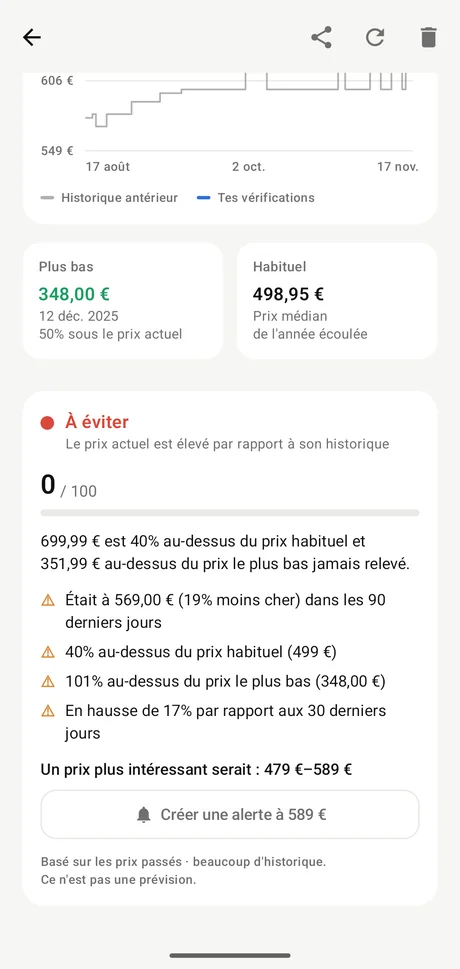 606 €
549 €
17 août 2 oct. 17 nov.
Historique antérieur Tes vérifications
Plus bas
348,00 €
12 déc. 2025
50% sous le prix actuel
Habituel
498,95 €
Prix médian
de l'année écoulée
À éviter
Le prix actuel est élevé par rapport à son historique
0 / 100
699,99 € est 40% au-dessus du prix habituel et
351,99 € au-dessus du prix le plus bas jamais relevé.
Était à 569,00 € (19% moins cher) dans les 90
derniers jours
40% au-dessus du prix habituel (499 €)
101% au-dessus du prix le plus bas (348,00 €)
En hausse de 17% par rapport aux 30 derniers
jours
Un prix plus intéressant serait : 479 €–589 €
Créer une alerte à 589 €
Basé sur les prix passés · beaucoup d'historique.
Ce n'est pas une prévision.